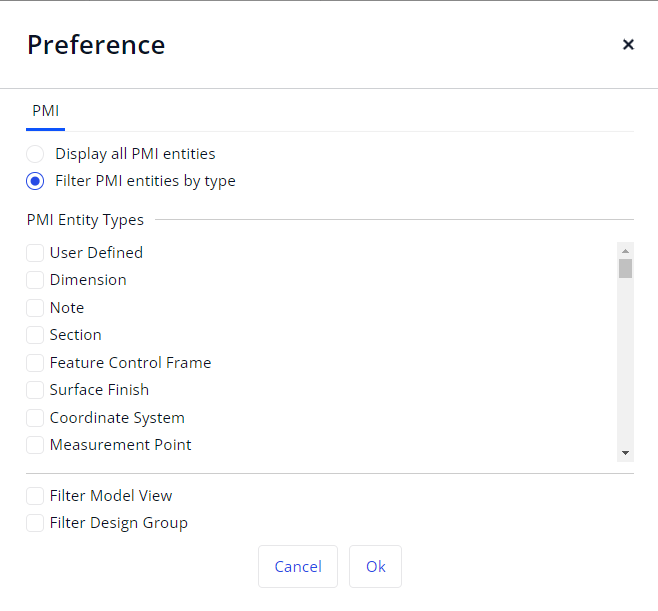 Preference
PMI
Display all PMI entities
Filter PMI entities by type
PMI Entity Types
User Defined
Dimension
Note
Section
Feature Control Frame
Surface Finish
Coordinate System
Measurement Point
Filter Model View
Filter Design Group
Cancel
Ok